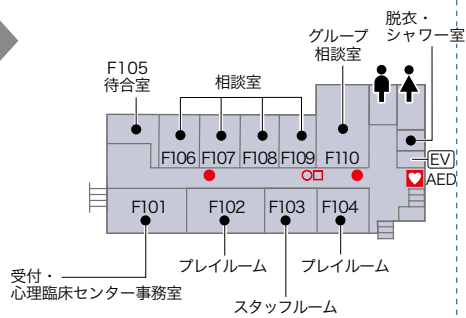 脱衣・
シャワー室
グループ
相談室
F105
待合室
相談室
F106
F107
F108
F109
F110
EV
AED
F101
F102
F103
F104
プレイルーム
プレイルーム
受付・
心理臨床センター事務室
スタッフルーム